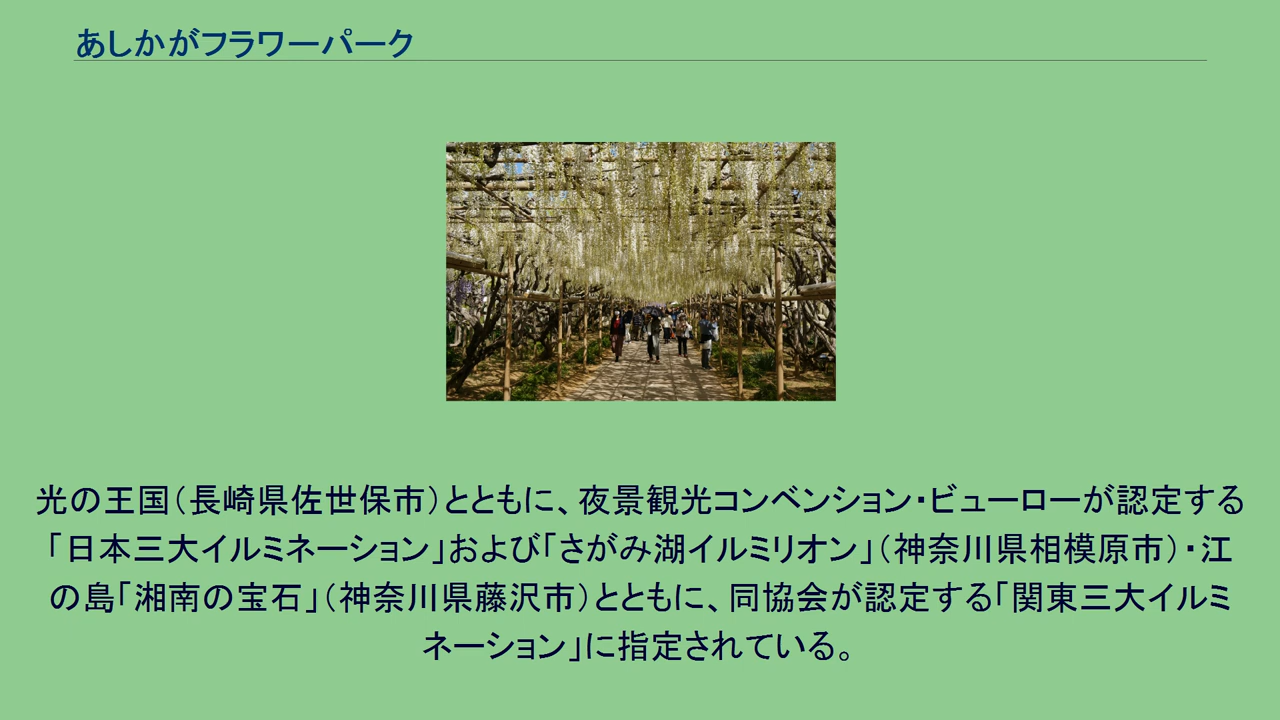 あしかがフラワーパーク
光の王国（長崎県佐世保市）とともに、夜景観光コンベンション・ビューローが認定する
「日本三大イルミネーション」および「さがみ湖イルミリオン」（神奈川県相模原市）・江
の島「湘南の宝石」（神奈川県藤沢市）とともに、同協会が認定する「関東三大イルミ
ネーション」に指定されている。